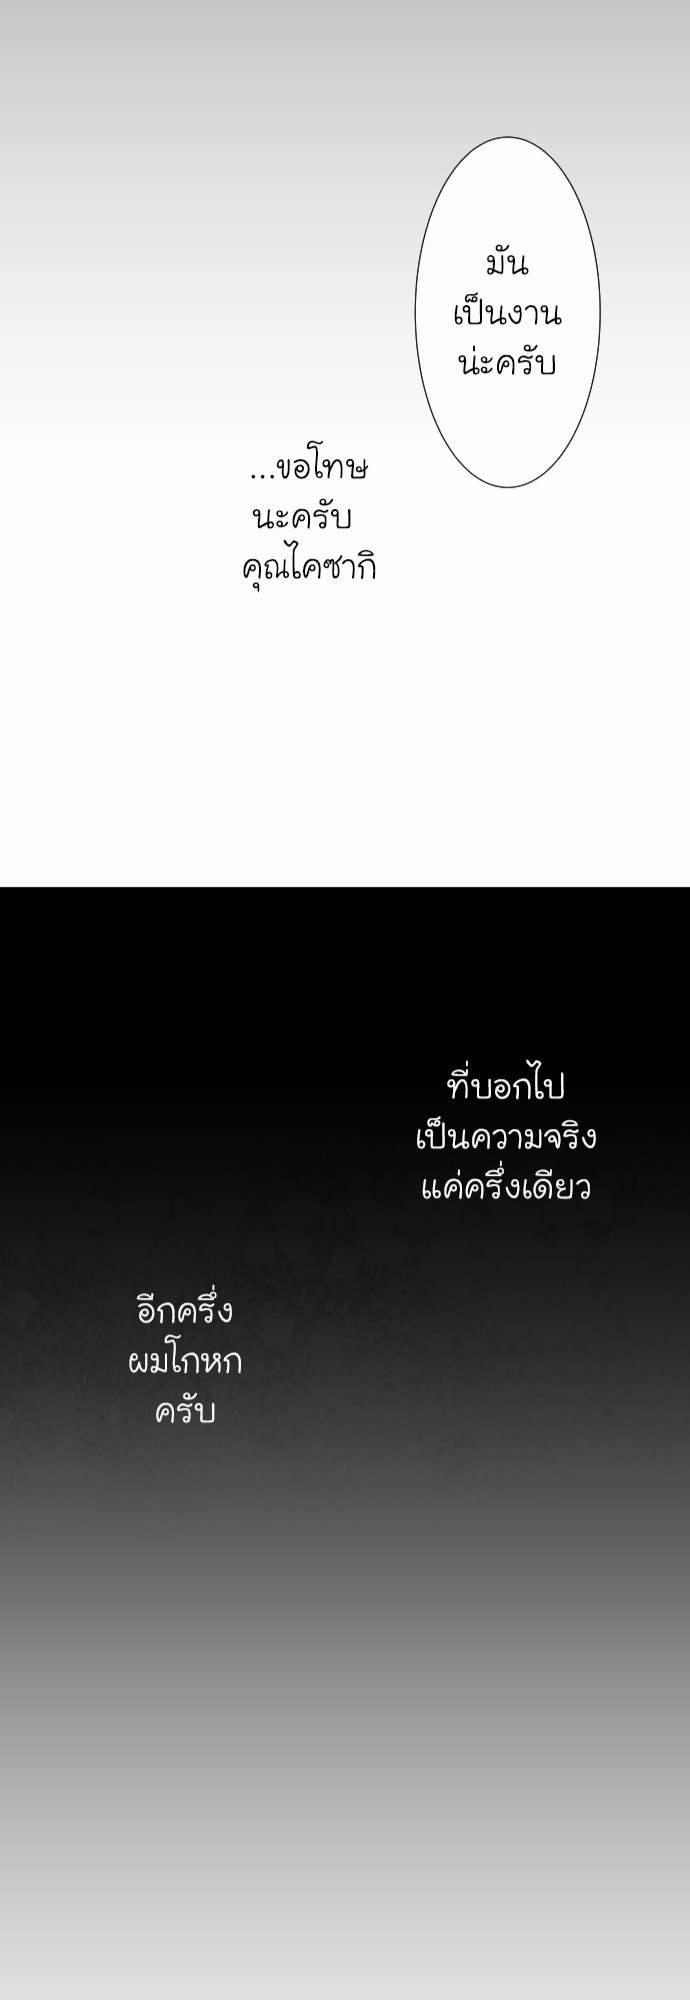 มัน
เป็นงาน
น่ะครับ
...ขอโทษ
นะครับ
คุณไคซากิ
ที่บอกไป
เป็นความจริง
แค่ครึ่งเดียว
อีกครึ่ง
ผมโกหก
ครับ